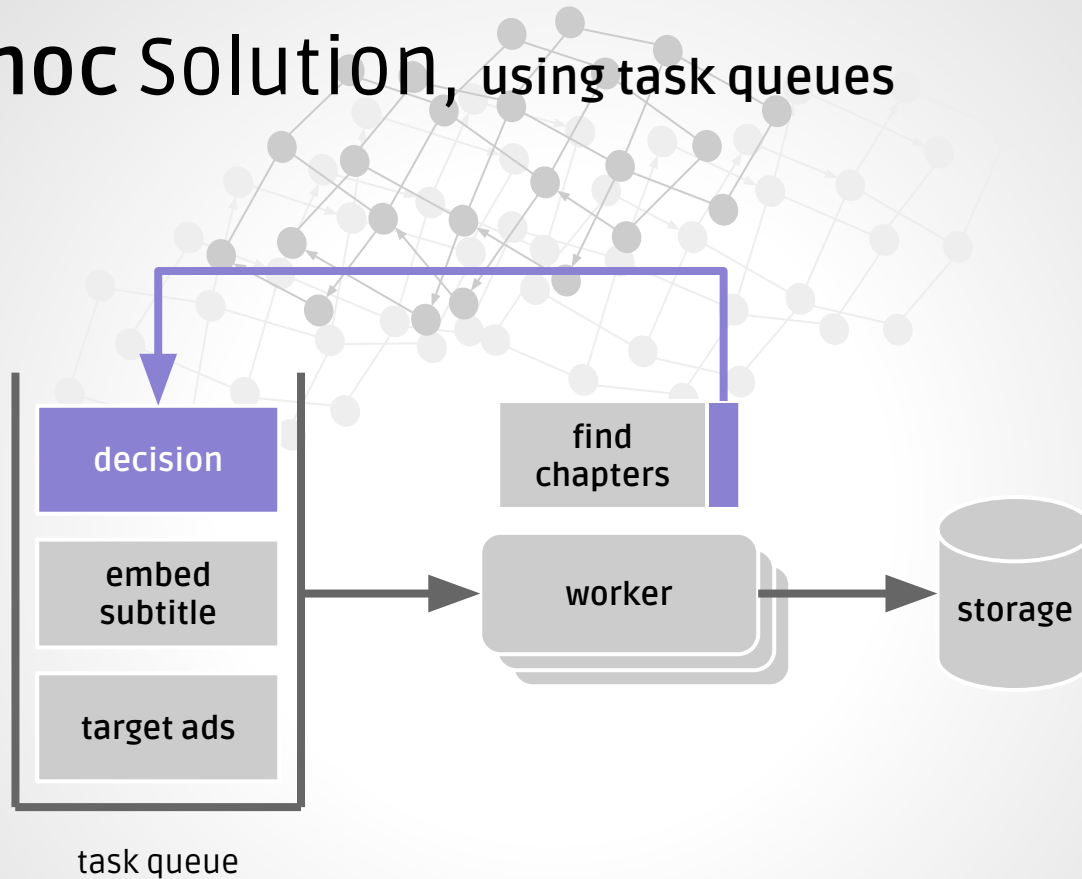 hoc Solution, using task queues
decision
find
chapters
embed
subtitle
worker
storage
target ads
task queue